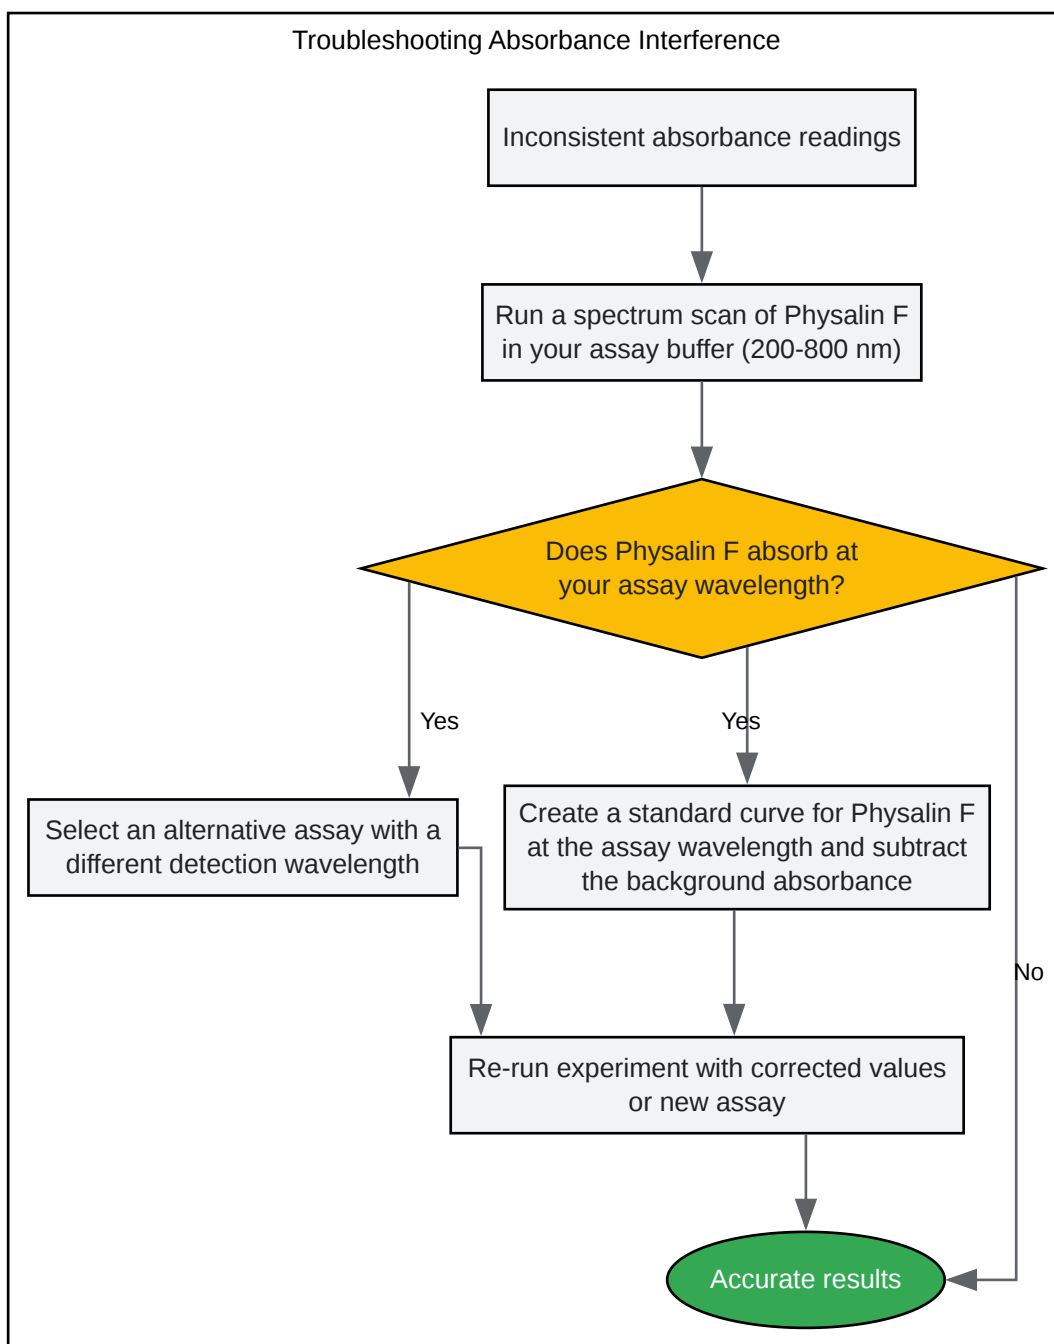 Troubleshooting Absorbance Interference
Inconsistent absorbance readings
Run a spectrum scan of Physalin F
in your assay buffer (200-800 nm)
Does Physalin F absorb at
your assay wavelength?
Yes
Yes
Select an alternative assay with a
different detection wavelength
Create a standard curve for Physalin F
at the assay wavelength and subtract
the background absorbance
No
Re-run experiment with corrected values
or new assay
Accurate results